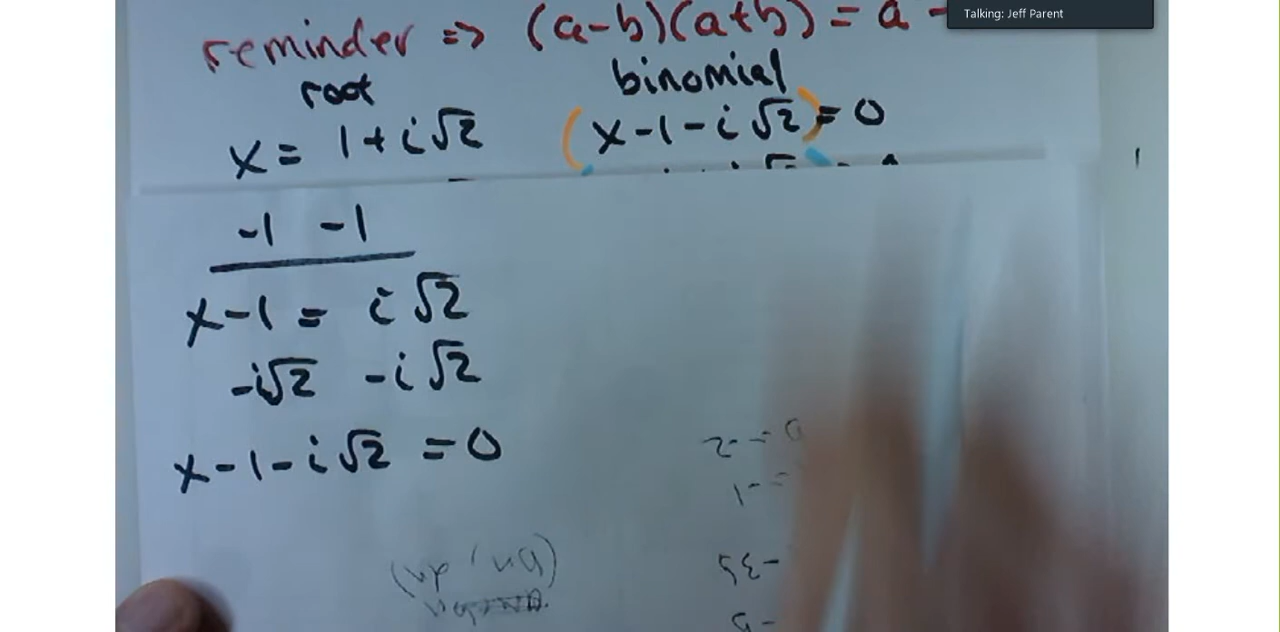 Talking: Jeff Parent
reminder => (a-b)(a+b) = a -
root binomial
x = 1+i√2 (x-1-i√2)=0
-1 -1
x-1 = i√2
-i√2 -i√2
x-1-i√2 = 0